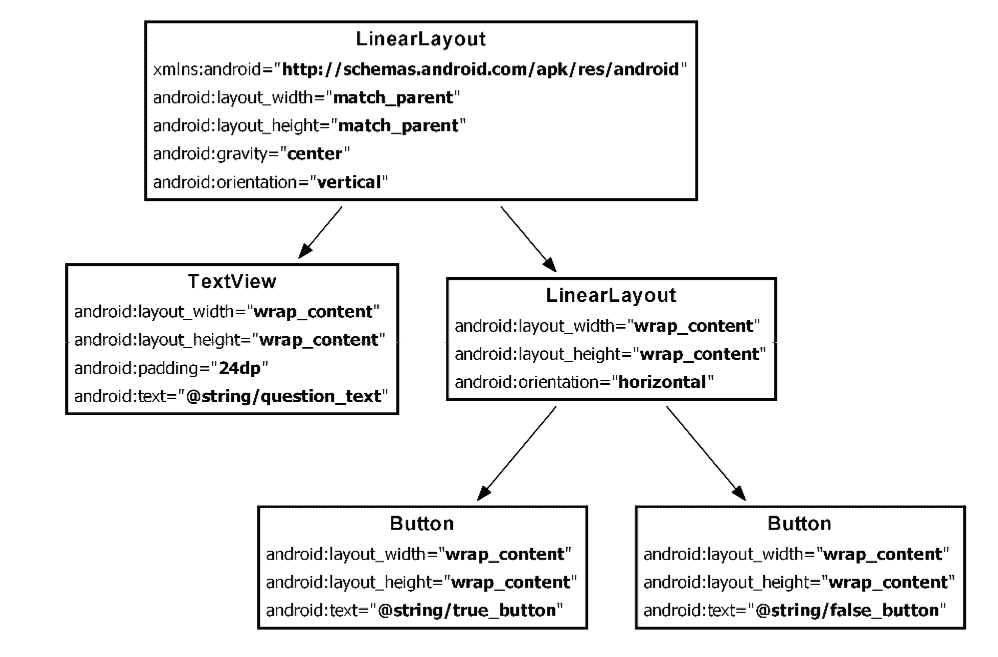 LinearLayout
xmlns:android="http://schemas.android.com/apk/res/android"
android:layout_width="match_parent"
android:layout_height="match_parent"
android:gravity="center"
android:orientation="vertical"
TextView
android:layout_width="wrap_content"
android:layout_height="wrap_content"
android:padding="24dp"
android:text="@string/question_text"
LinearLayout
android:layout_width="wrap_content"
android:layout_height="wrap_content"
android:orientation="horizontal"
Button
android:layout_width="wrap_content"
android:layout_height="wrap_content"
android:text="@string/true_button"
Button
android:layout_width="wrap_content"
android:layout_height="wrap_content"
android:text="@string/false_button"